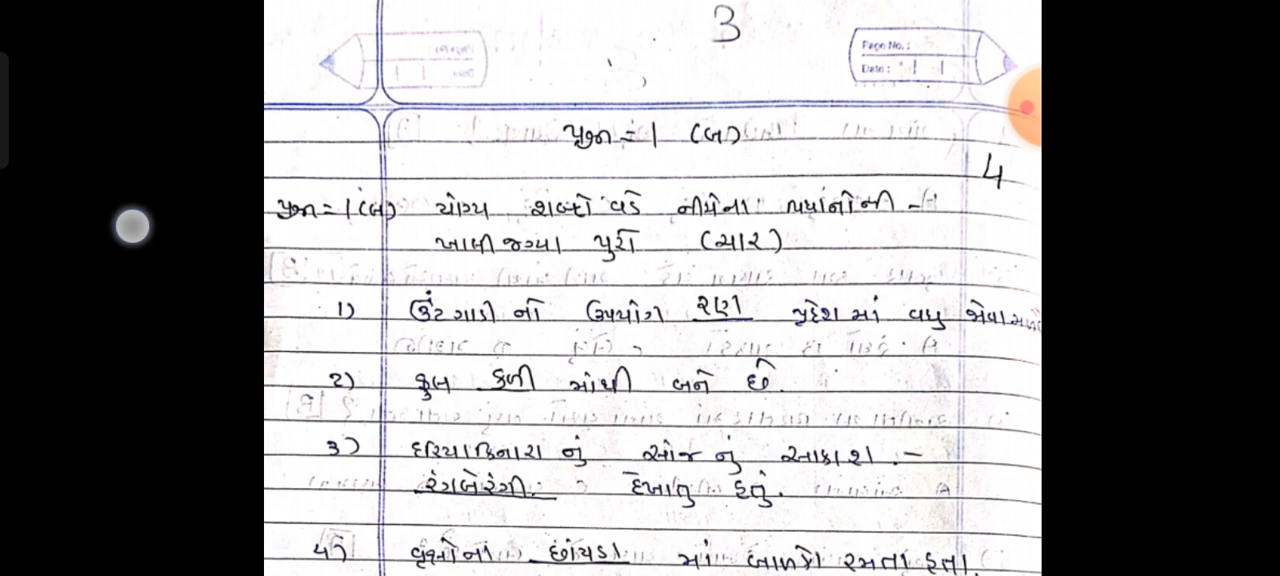 3
Page No.:
Date:
પ્રશ્ન = 1 (બ)
4
પ્રશ્ન = 1 (બ) યોગ્ય શબ્દો વડે નીચેના વિધાનોની -
ખાલી જગ્યા પુરો (ચાર)
1) ઉંટ ગાડી નો ઉપયોગ રણ પ્રદેશ માં વધુ જોવા મળે
2) ફુલ કળી માંથી બને છે.
3) દરિયાકિનારા નું સાંજ નું આકાશ. -
રંગબેરંગી. દેખાતુ હતું.
4) વૃક્ષોના છાંયડા માં બાળકો રમતા હતા.